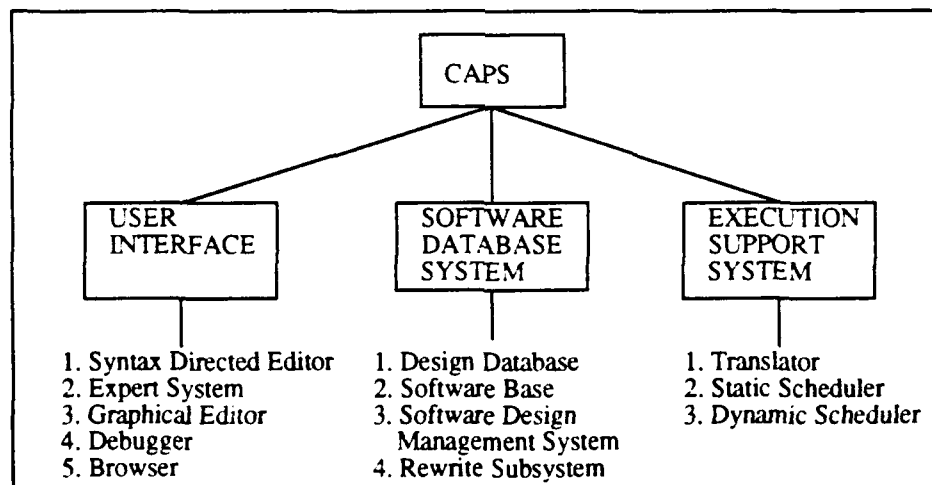 CAPS
USER
INTERFACE
SOFTWARE
DATABASE
SYSTEM
EXECUTION
SUPPORT
SYSTEM
1. Syntax Directed Editor
2. Expert System
3. Graphical Editor
4. Debugger
5. Browser
1. Design Database
2. Software Base
3. Software Design
Management System
4. Rewrite Subsystem
1. Translator
2. Static Scheduler
3. Dynamic Scheduler